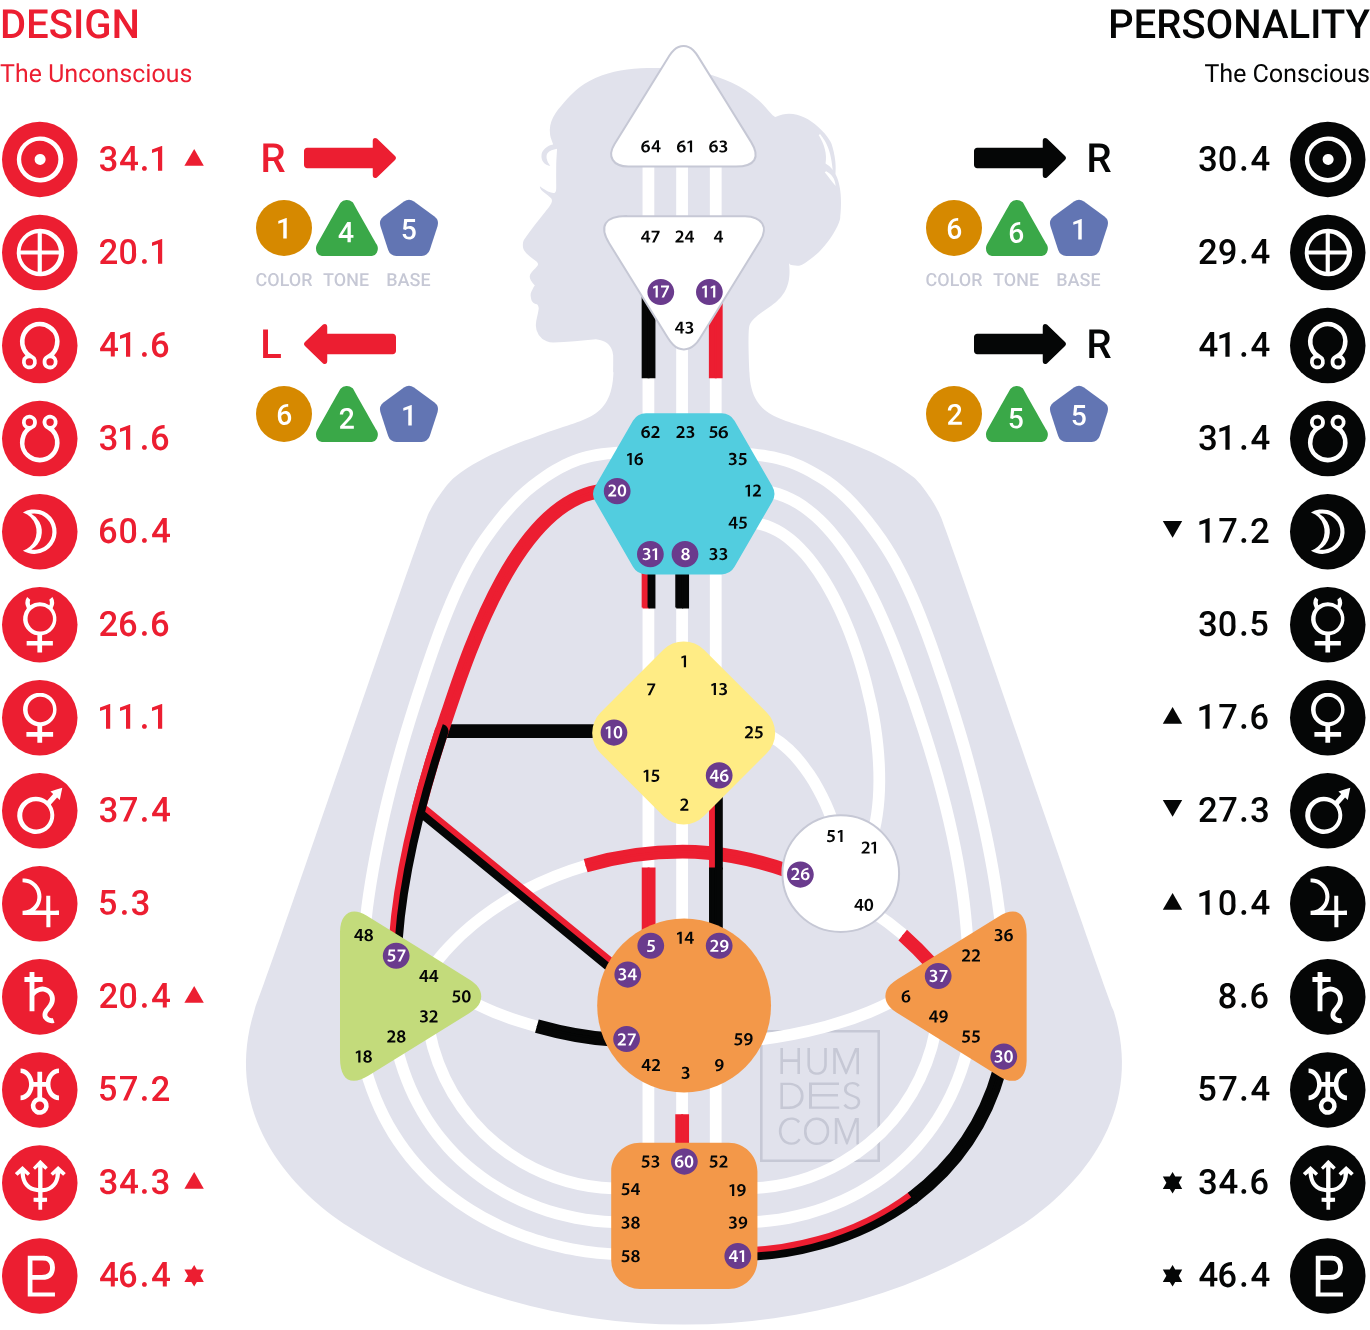 DESIGN
The Unconscious
PERSONALITY
The Conscious
34.1 ▲
20.1
41.6
31.6
60.4
26.6
11.1
37.4
5.3
20.4 ▲
57.2
34.3 ▲
46.4 ✶
R
1 4 5
COLOR TONE BASE
L
6 2 1
R
6 6 1
COLOR TONE BASE
R
2 5 5
30.4
29.4
41.4
31.4
▼ 17.2
30.5
▲ 17.6
▼ 27.3
▲ 10.4
8.6
57.4
✶ 34.6
✶ 46.4
64 61 63
47 24 4
17 11
43
62 23 56
16 35
20 12
45
31 8 33
1
7 13
10 25
15 46
2
51
21
26
40
48
57
44
50
32
28
18
5 14 29
34
27 59
42 3 9
36
22
37
6
49
55
30
53 60 52
54 19
38 39
58 41
HUM
DES
COM